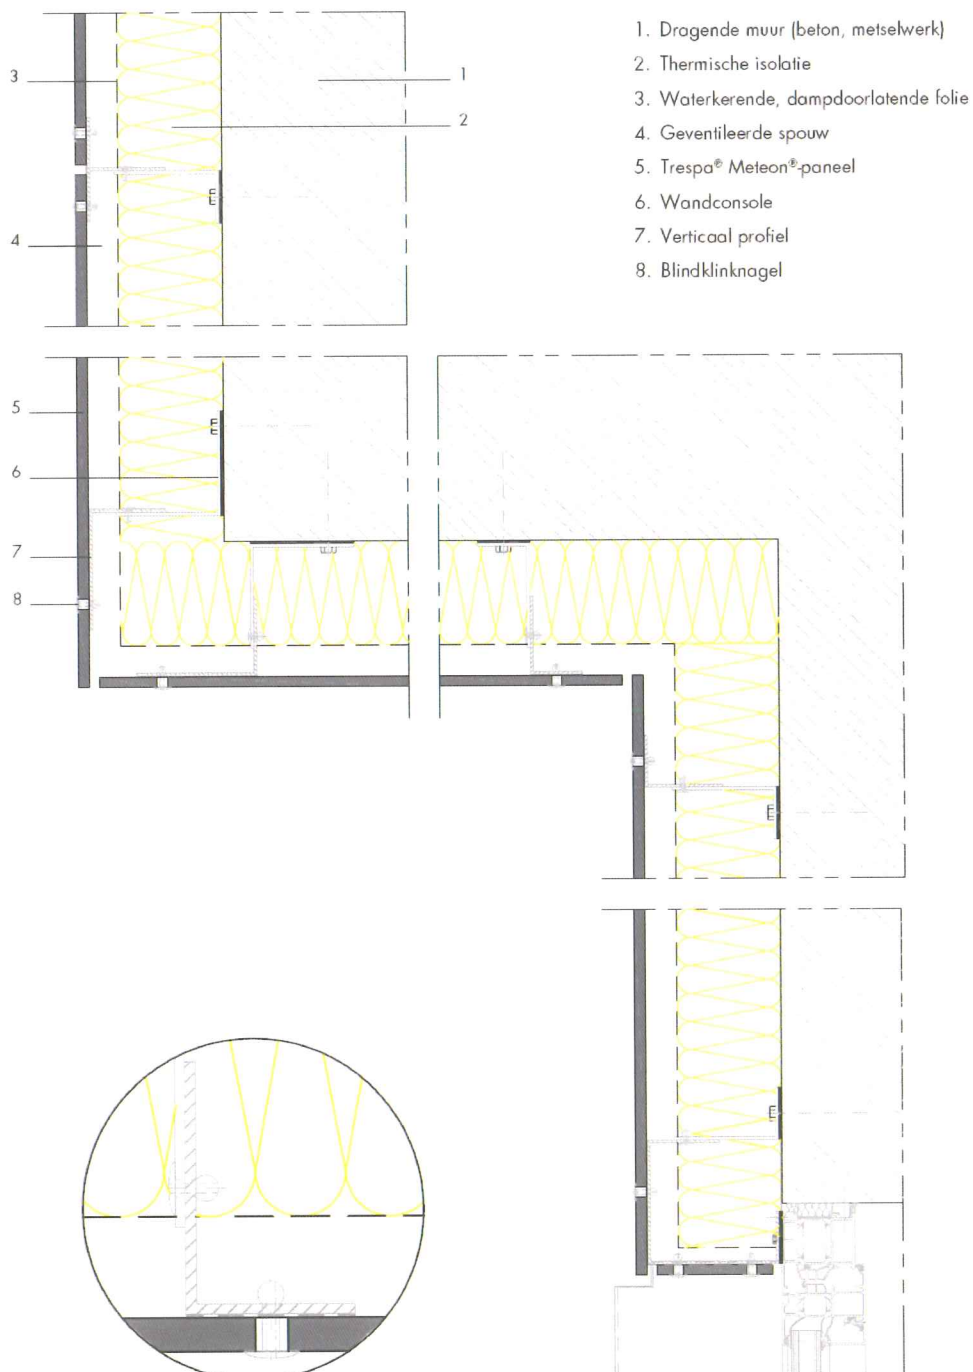 1. Dragende muur (beton, metselwerk)
2. Thermische isolatie
3. Waterkerende, dampdoorlatende folie
4. Geventileerde spouw
5. Trespa® Meteon®-paneel
6. Wandconsole
7. Verticaal profiel
8. Blindklinknagel
3
1
2
4
5
6
7
8